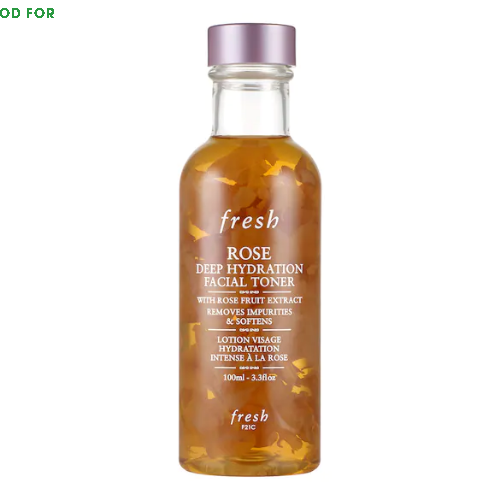 OD FOR
fresh
ROSE
DEEP HYDRATION
FACIAL TONER
WITH ROSE FRUIT EXTRACT
REMOVES IMPURITIES
& SOFTENS
LOTION VISAGE
HYDRATATION
INTENSE À LA ROSE
100ml - 3.3floz
fresh
F21C